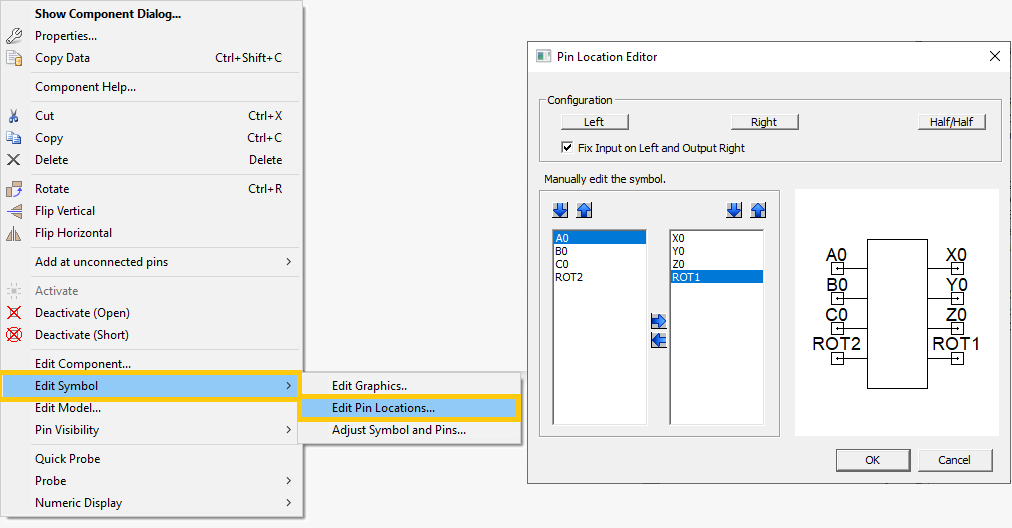 Show Component Dialog...
Properties...
Copy Data Ctrl+Shift+C
Component Help...
Cut Ctrl+X
Copy Ctrl+C
Delete Delete
Rotate Ctrl+R
Flip Vertical
Flip Horizontal
Add at unconnected pins
Activate
Deactivate (Open)
Deactivate (Short)
Edit Component...
Edit Symbol
Edit Model...
Pin Visibility
Quick Probe
Probe
Numeric Display
Edit Graphics..
Edit Pin Locations...
Adjust Symbol and Pins...
Pin Location Editor
Configuration
Left Right Half/Half
Fix Input on Left and Output Right
Manually edit the symbol.
A0
B0
C0
ROT2
X0
Y0
Z0
ROT1
A0 X0
B0 Y0
C0 Z0
ROT2 ROT1
OK Cancel